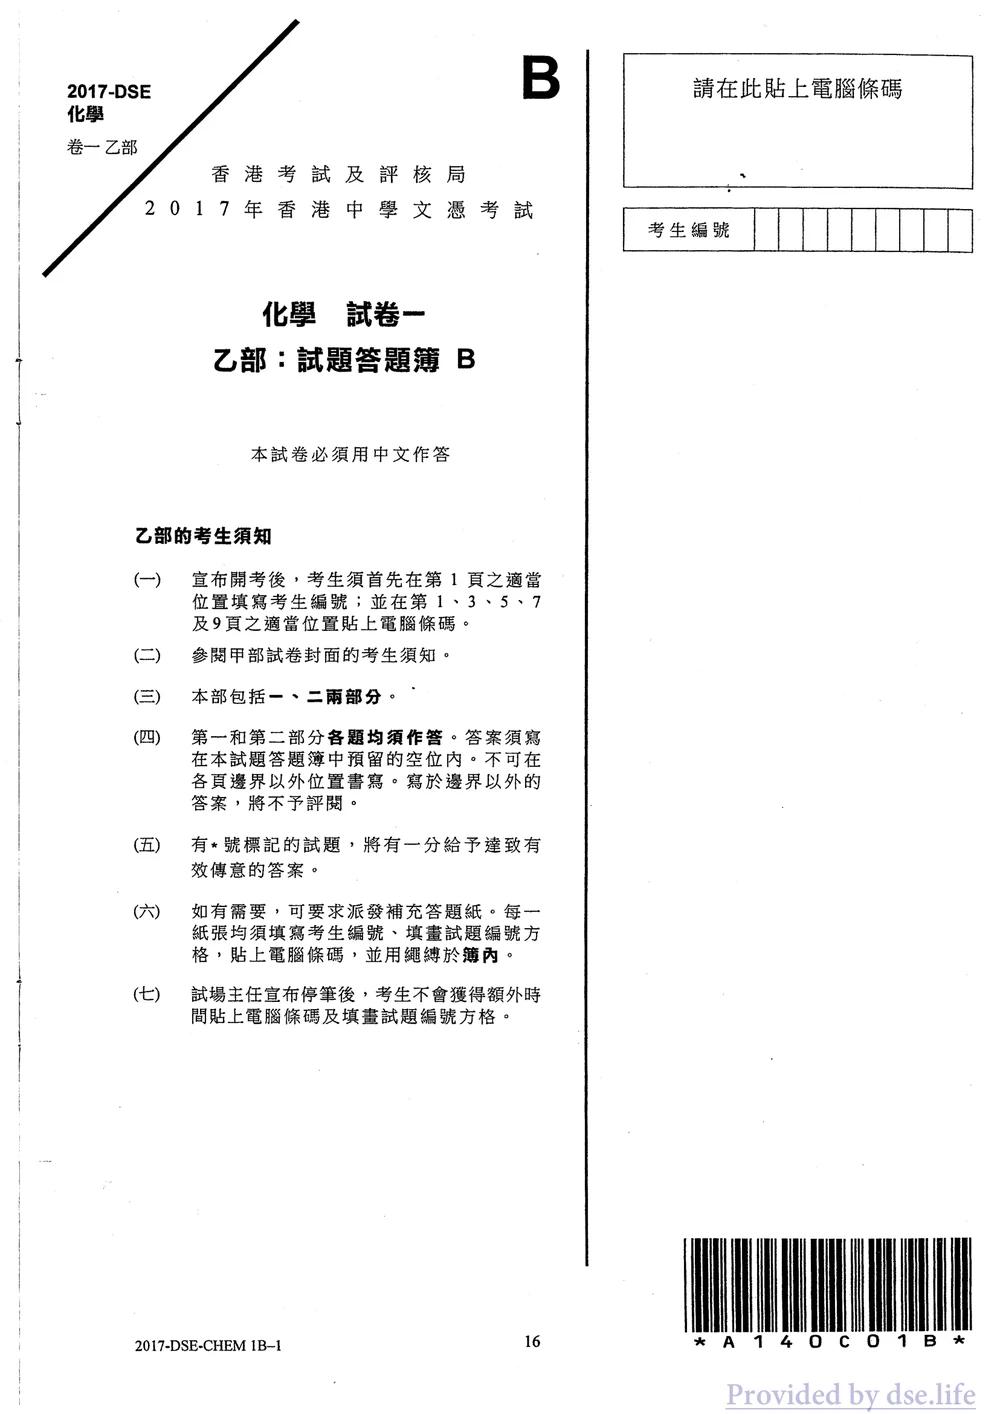 2017-DSE
化學
卷一 乙部
B
香港考試及評核局
2017年香港中學文憑考試
化學 試卷一
乙部：試題答題簿 B
本試卷必須用中文作答
乙部的考生須知
(一) 宣布開考後，考生須首先在第 1 頁之適當
位置填寫考生編號；並在第 1、3、5、7
及9頁之適當位置貼上電腦條碼。
(二) 參閱甲部試卷封面的考生須知。
(三) 本部包括一、二兩部分。
(四) 第一和第二部分各題均須作答。答案須寫
在本試題答題簿中預留的空位內。不可在
各頁邊界以外位置書寫。寫於邊界以外的
答案，將不予評閱。
(五) 有*號標記的試題，將有一分給予達致有
效傳意的答案。
(六) 如有需要，可要求派發補充答題紙。每一
紙張均須填寫考生編號、填畫試題編號方
格，貼上電腦條碼，並用繩縛於簿內。
(七) 試場主任宣布停筆後，考生不會獲得額外時
間貼上電腦條碼及填畫試題編號方格。
2017-DSE-CHEM 1B–1
16
請在此貼上電腦條碼
考生編號
*A140C01B*
Provided by dse.life